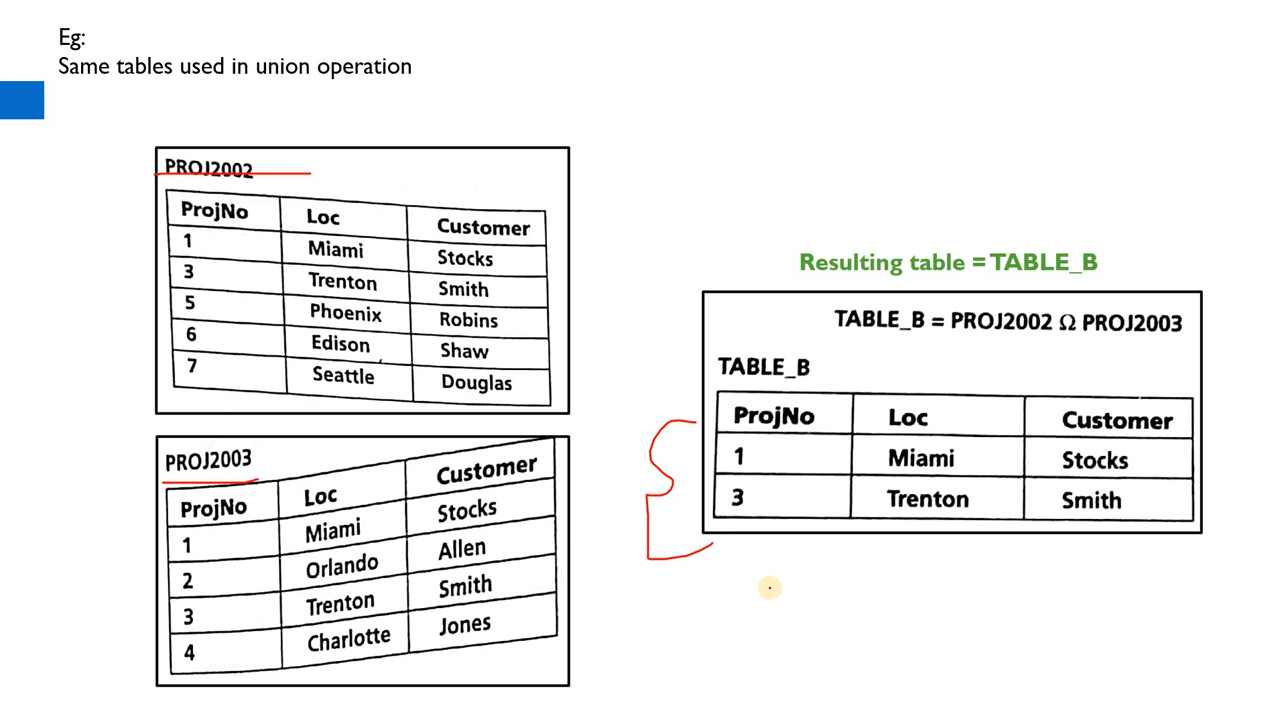 Eg:
Same tables used in union operation
PROJ2002
ProjNo Loc Customer
1 Miami Stocks
3 Trenton Smith
5 Phoenix Robins
6 Edison Shaw
7 Seattle Douglas
PROJ2003
ProjNo Loc Customer
1 Miami Stocks
2 Orlando Allen
3 Trenton Smith
4 Charlotte Jones
Resulting table = TABLE_B
TABLE_B = PROJ2002 Ω PROJ2003
TABLE_B
ProjNo Loc Customer
1 Miami Stocks
3 Trenton Smith